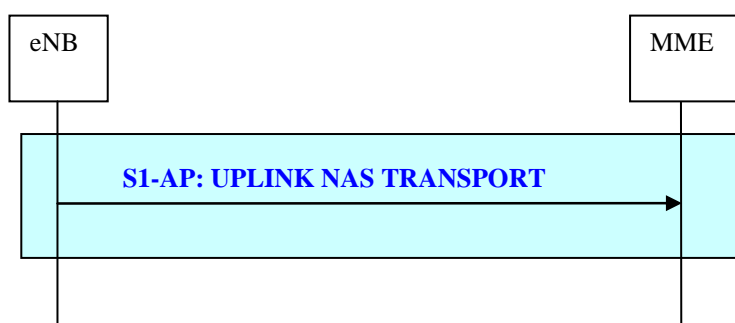 eNB
MME
S1-AP: UPLINK NAS TRANSPORT